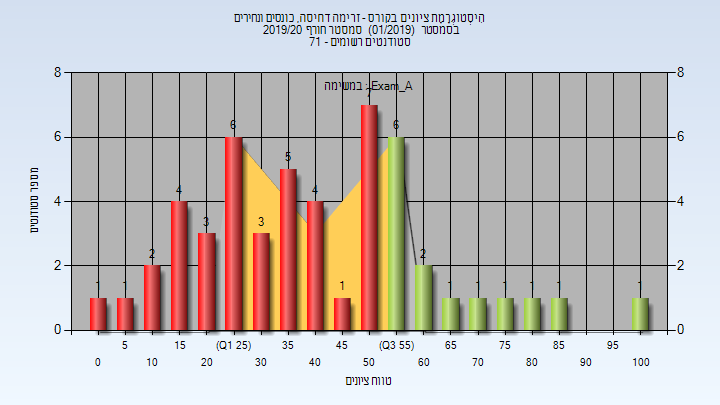 היסטוגרמת ציונים בקורס - זרימה דחיסה, כונסים ונחירים
בסמסטר (01/2019) סמסטר חורף 2019/20
סטודנטים רשומים - 71
במשימה : Exam_A
מספר סטודנטים
8 8
6 6
4 4
2 2
0 0
1 1 2 4 3 6 3 5 4 1 7 6 2 1 1 1 1 1 1
5 15 (Q1 25) 35 45 (Q3 55) 65 75 85 95
0 10 20 30 40 50 60 70 80 90 100
טווח ציונים